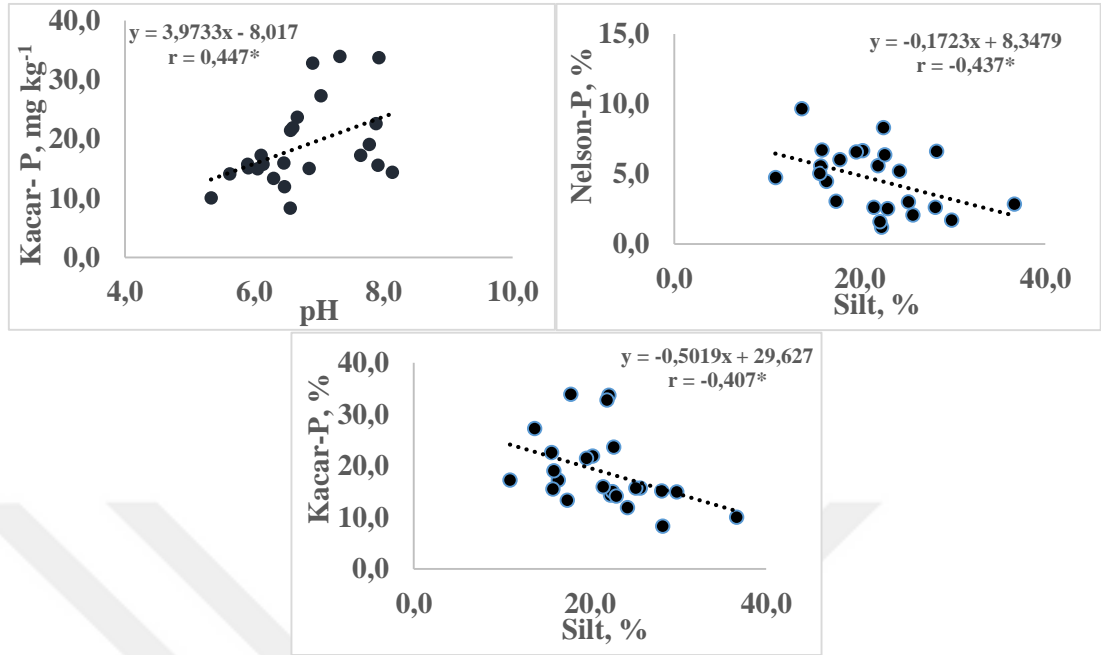 y = 3,9733x - 8,017
r = 0,447*
40,0
30,0
20,0
10,0
0,0
Kacar- P, mg kg-1
4,0 6,0 8,0 10,0
pH
y = -0,1723x + 8,3479
r = -0,437*
15,0
10,0
5,0
0,0
Nelson-P, %
0,0 20,0 40,0
Silt, %
y = -0,5019x + 29,627
r = -0,407*
40,0
30,0
20,0
10,0
0,0
Kacar-P, %
0,0 20,0 40,0
Silt, %